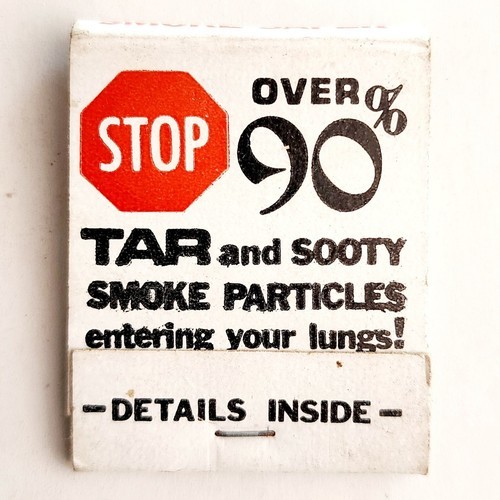 STOP
OVER
90%
TAR and SOOTY
SMOKE PARTICLES
entering your lungs!
- DETAILS INSIDE -